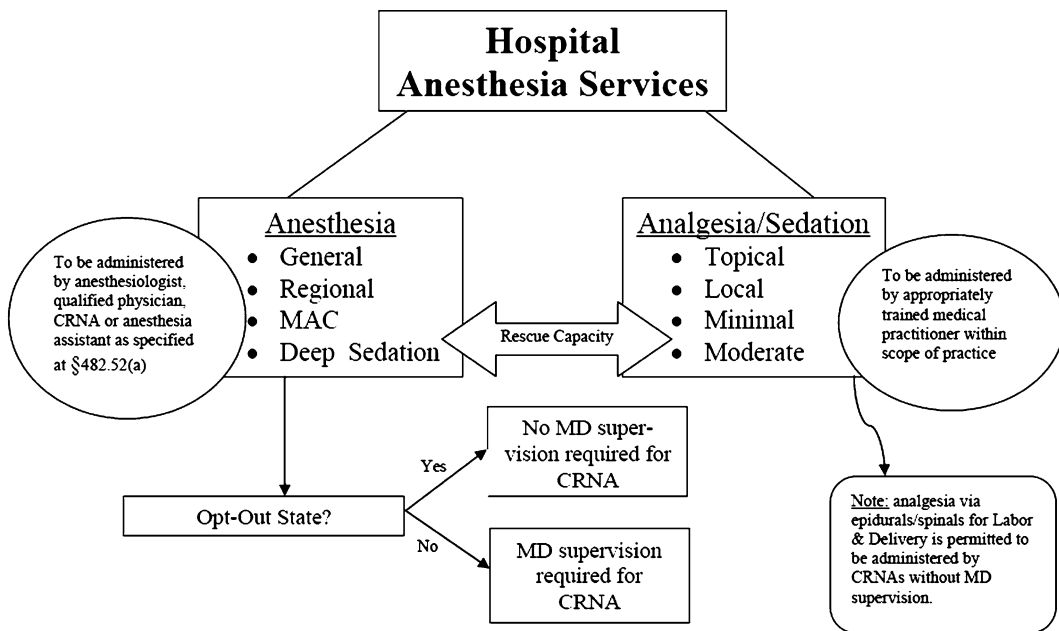 Hospital
Anesthesia Services
Anesthesia
• General
• Regional
• MAC
• Deep Sedation
Analgesia/Sedation
• Topical
• Local
• Minimal
• Moderate
To be administered
by anesthesiologist,
qualified physician,
CRNA or anesthesia
assistant as specified
at §482.52(a)
Rescue Capacity
To be administered
by appropriately
trained medical
practitioner within
scope of practice
Opt-Out State?
Yes
No MD super-
vision required for
CRNA
No
MD supervision
required for
CRNA
Note: analgesia via
epidurals/spinals for Labor
& Delivery is permitted to
be administered by
CRNAs without MD
supervision.